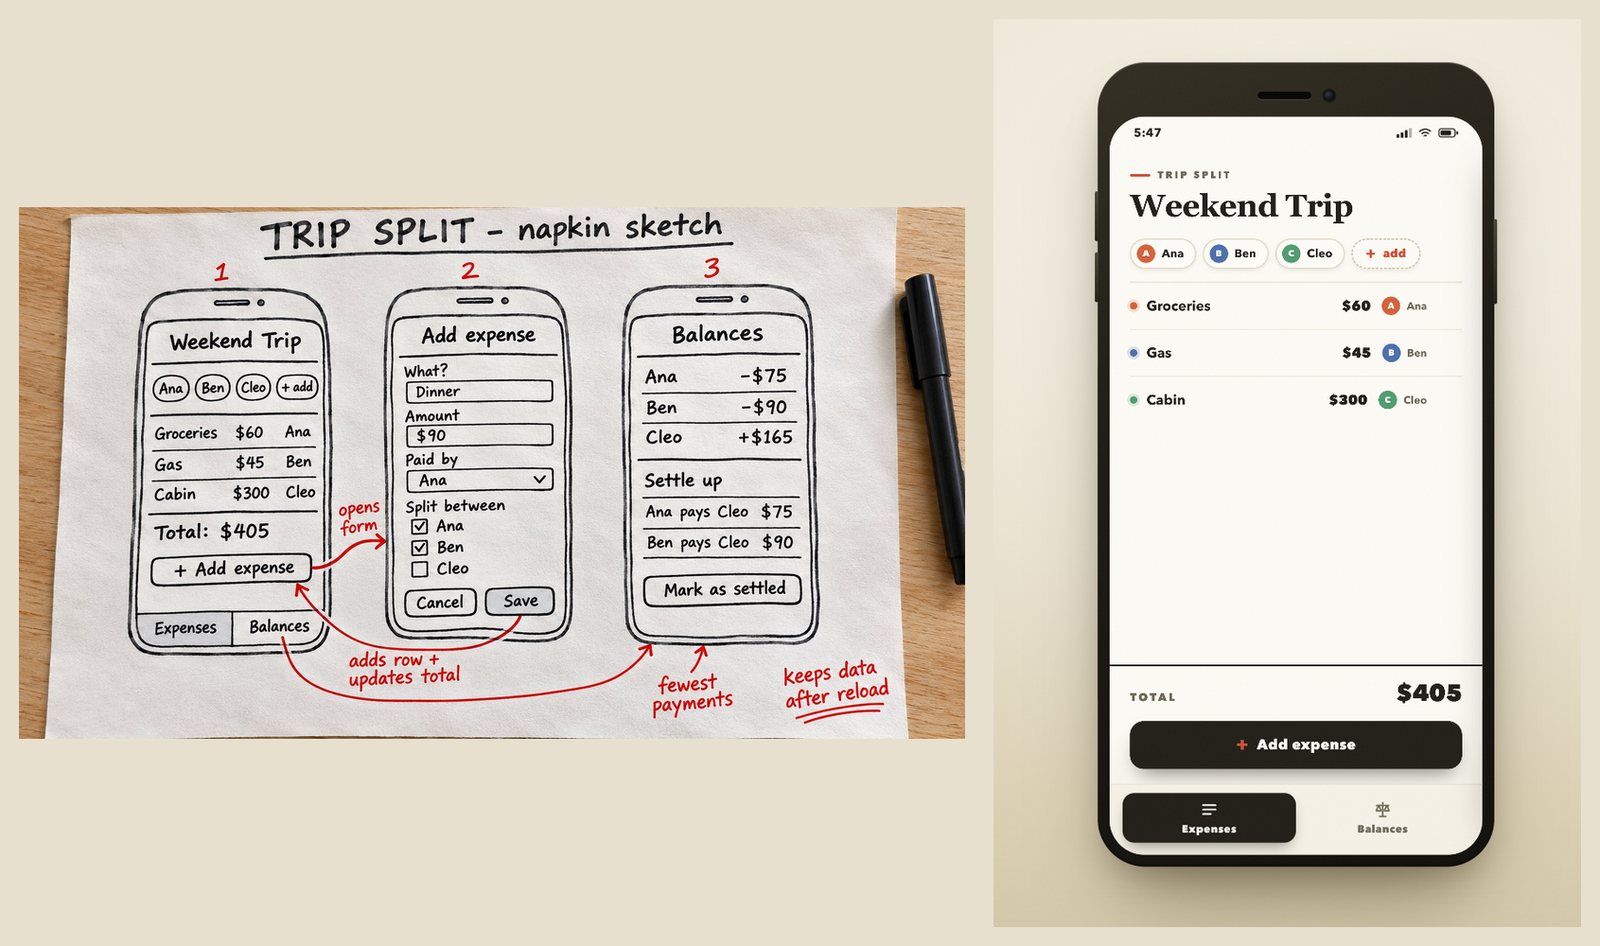 TRIP SPLIT – napkin sketch
1
Weekend Trip
Ana Ben Cleo + add
Groceries $60 Ana
Gas $45 Ben
Cabin $300 Cleo
Total: $405
+ Add expense
Expenses Balances
opens
form
adds row +
updates total
2
Add expense
What?
Dinner
Amount
$90
Paid by
Ana
Split between
Ana
Ben
Cleo
Cancel Save
3
Balances
Ana -$75
Ben -$90
Cleo +$165
Settle up
Ana pays Cleo $75
Ben pays Cleo $90
Mark as settled
fewest
payments
keeps data
after reload
5:47
TRIP SPLIT
Weekend Trip
A Ana B Ben C Cleo + add
Groceries $60 A Ana
Gas $45 B Ben
Cabin $300 C Cleo
TOTAL $405
+ Add expense
Expenses Balances